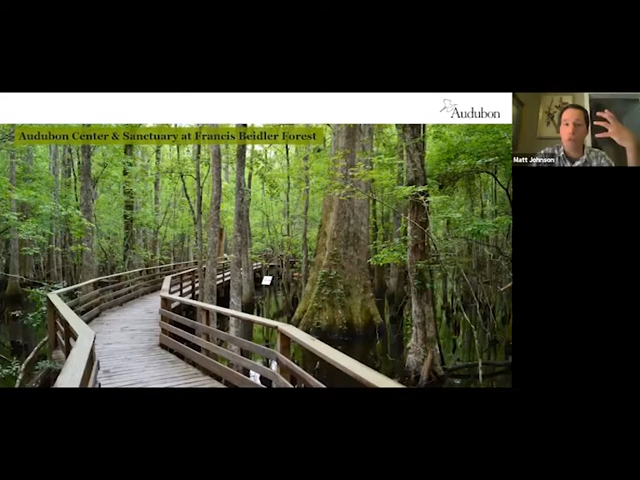 Audubon
Audubon Center & Sanctuary at Francis Beidler Forest
Matt Johnson